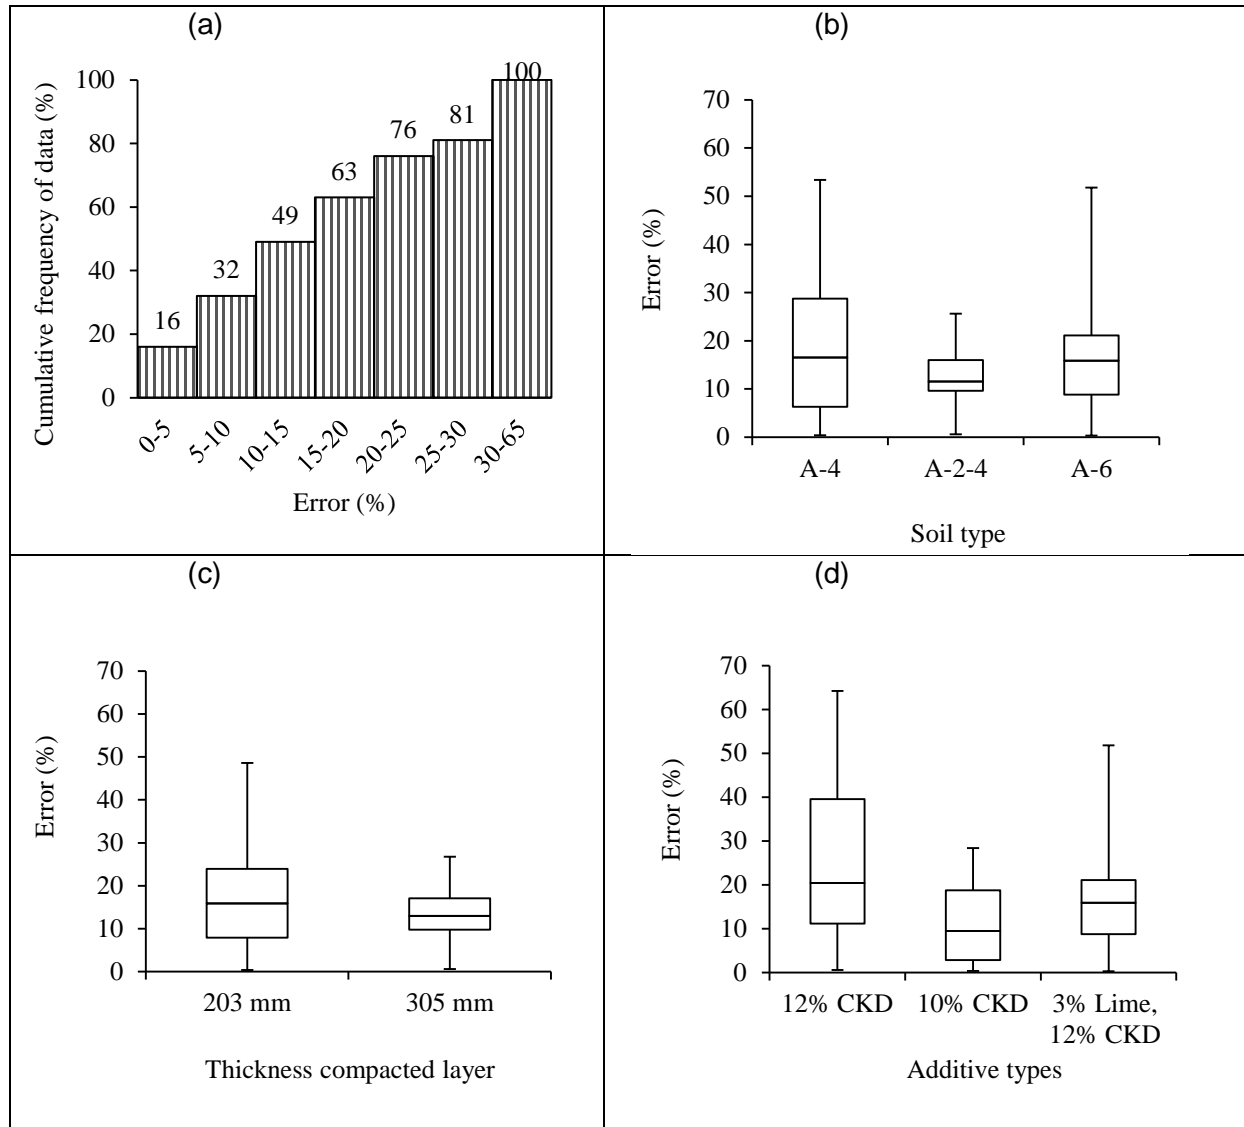 (a)
Cumulative frequency of data (%)
100
80
60
40
20
0
16
32
49
63
76
81
100
0-5
5-10
10-15
15-20
20-25
25-30
30-65
Error (%)
(b)
Error (%)
70
60
50
40
30
20
10
0
A-4
A-2-4
A-6
Soil type
(c)
Error (%)
70
60
50
40
30
20
10
0
203 mm
305 mm
Thickness compacted layer
(d)
Error (%)
70
60
50
40
30
20
10
0
12% CKD
10% CKD
3% Lime,
12% CKD
Additive types